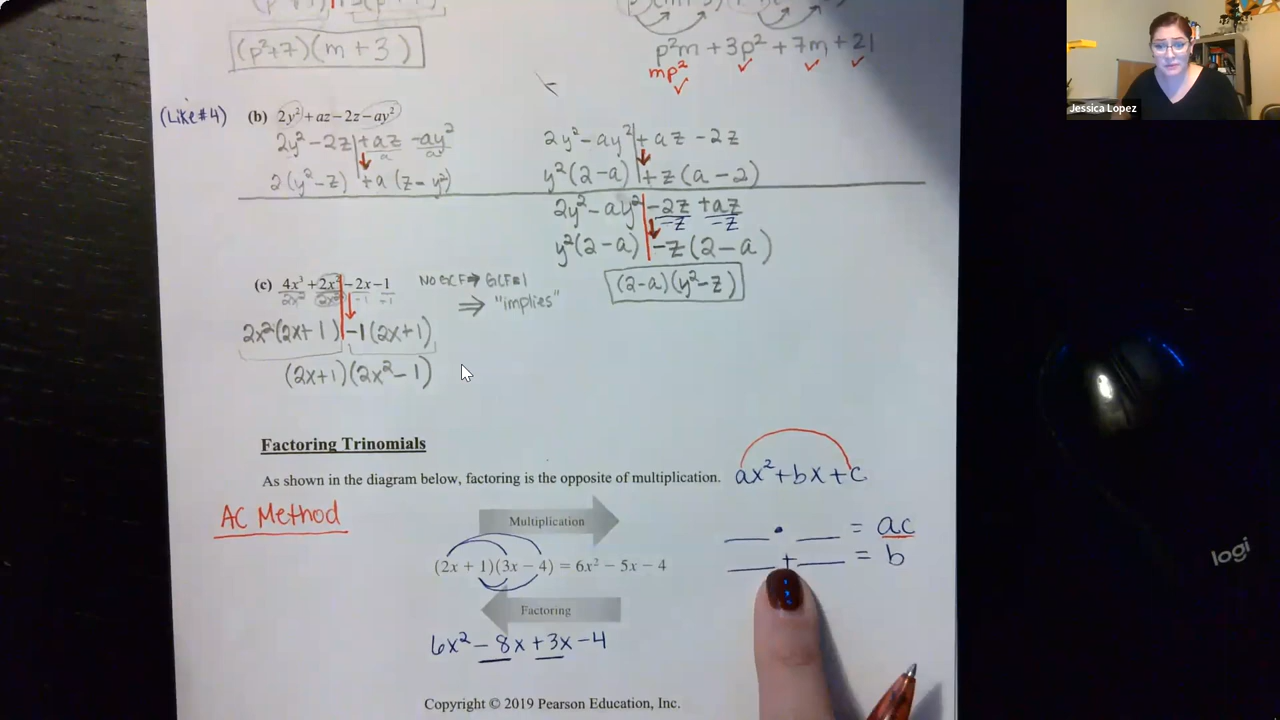 (p²+7)(m+3)
p²m + 3p² + 7m + 21
mp²
(Like #4) (b) 2y² + az − 2z − ay²
2y² − 2z + az − ay²
a a
2(y² − z) + a(z − y²)
2y² − ay² + az − 2z
y²(2−a) + z(a−2)
2y² − ay² − 2z + az
−z −z
y²(2−a) − z(2−a)
(2−a)(y²−z)
(c) 4x³ + 2x² − 2x − 1 NO GCF ⇒ GCF=1
2x² 2x² −1 −1
⇒ "implies"
2x²(2x+1) −1(2x+1)
(2x+1)(2x²−1)
Factoring Trinomials
As shown in the diagram below, factoring is the opposite of multiplication. ax² + bx + c
AC Method
Multiplication
___ • ___ = ac
(2x + 1)(3x − 4) = 6x² − 5x − 4
___ + ___ = b
Factoring
6x² − 8x + 3x − 4
Copyright © 2019 Pearson Education, Inc.
Jessica Lopez
logi